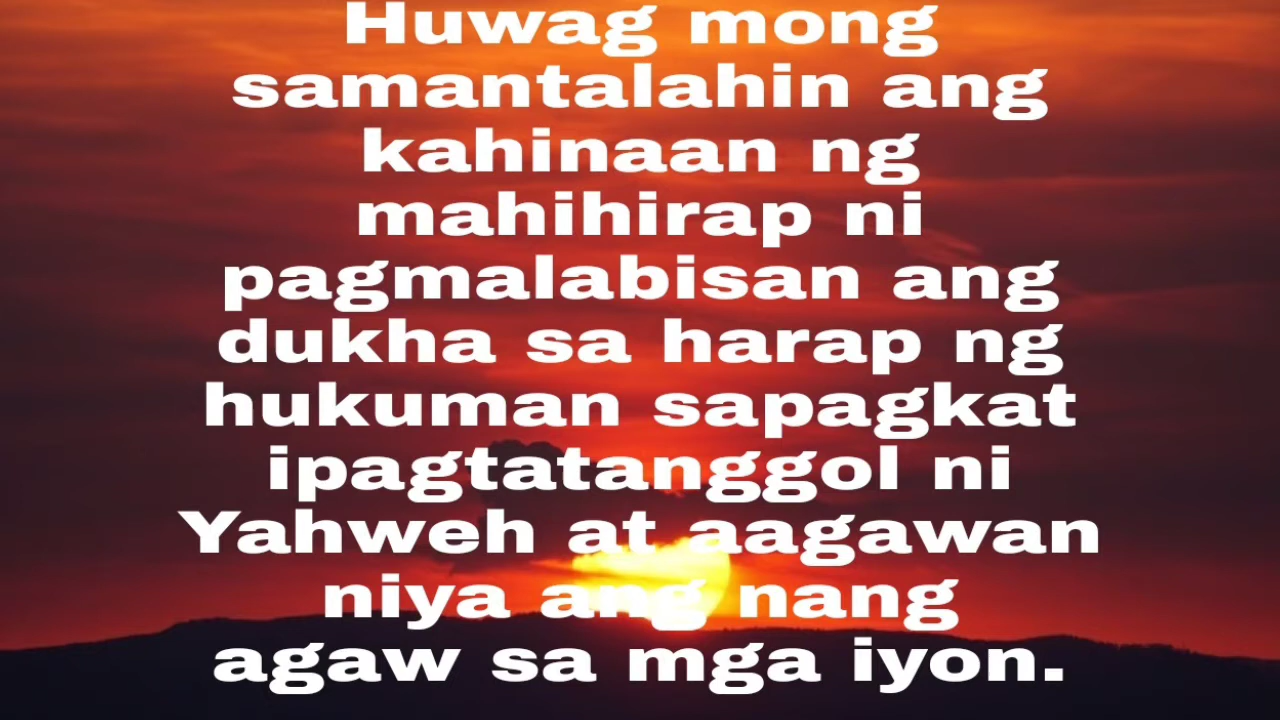 Huwag mong
samantalahin ang
kahinaan ng
mahihirap ni
pagmalabisan ang
dukha sa harap ng
hukuman sapagkat
ipagtatanggol ni
Yahweh at aagawan
niya ang nang
agaw sa mga iyon.